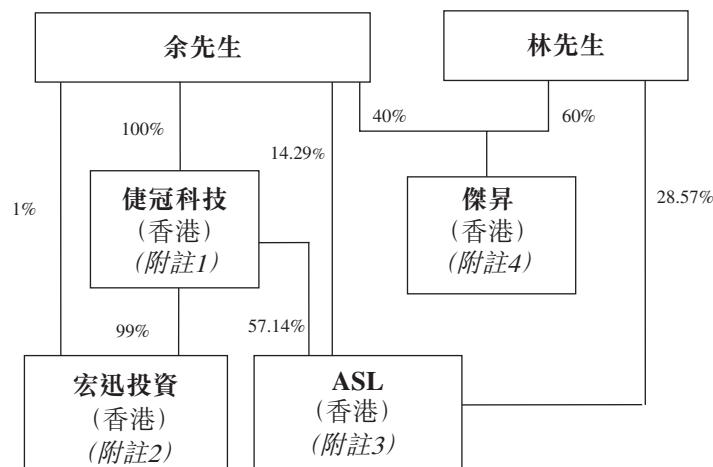 余先生
林先生
100%
40%
60%
14.29%
1%
倢冠科技
(香港)
(附註1)
傑昇
(香港)
(附註4)
28.57%
99%
57.14%
宏迅投資
(香港)
(附註2)
ASL
(香港)
(附註3)